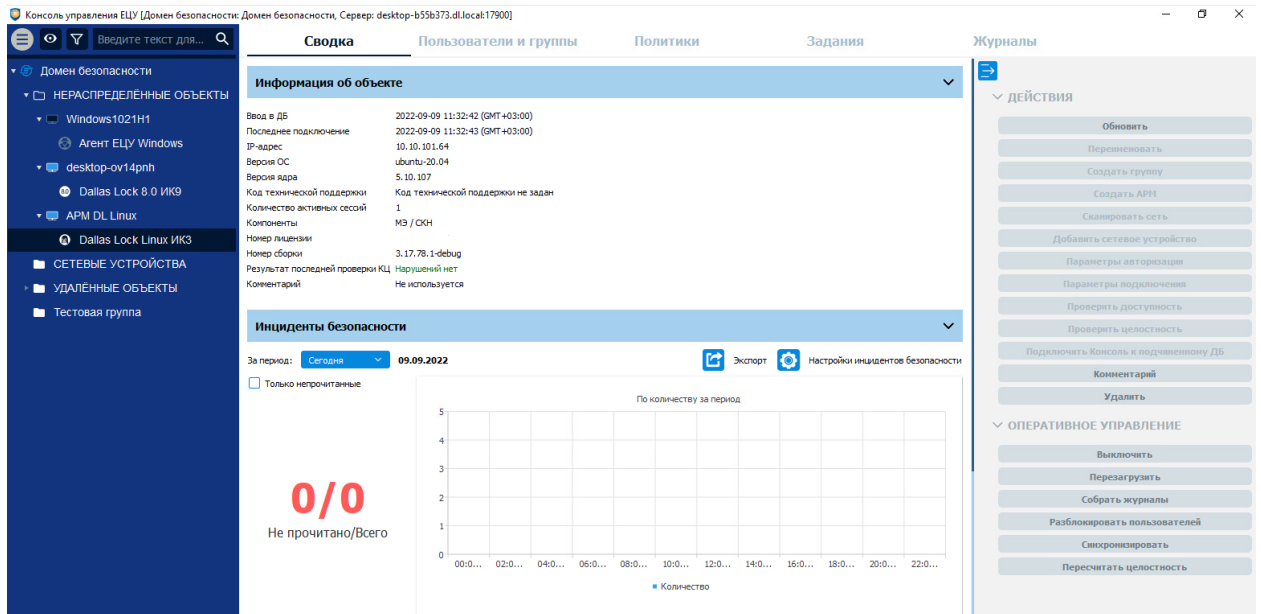 Консоль управления ЕЦУ [Домен безопасности: Домен безопасности, Сервер: desktop-b55b373.dl.local:17900]
Введите текст для...
Домен безопасности
НЕРАСПРЕДЕЛЁННЫЕ ОБЪЕКТЫ
Windows1021H1
Агент ЕЦУ Windows
desktop-ov14pnh
8.0 Dallas Lock 8.0 ИК9
АРМ DL Linux
Dallas Lock Linux ИК3
СЕТЕВЫЕ УСТРОЙСТВА
УДАЛЁННЫЕ ОБЪЕКТЫ
Тестовая группа
Сводка Пользователи и группы Политики Задания Журналы
Информация об объекте
Ввод в ДБ 2022-09-09 11:32:42 (GMT+03:00)
Последнее подключение 2022-09-09 11:32:43 (GMT+03:00)
IP-адрес 10.10.101.64
Версия ОС ubuntu-20.04
Версия ядра 5.10.107
Код технической поддержки Код технической поддержки не задан
Количество активных сессий 1
Компоненты МЭ / СКН
Номер лицензии
Номер сборки 3.17.78.1-debug
Результат последней проверки КЦ Нарушений нет
Комментарий Не используется
Инциденты безопасности
За период: Сегодня 09.09.2022 Экспорт Настройки инцидентов безопасности
Только непрочитанные
0/0
Не прочитано/Всего
По количеству за период
5
4
3
2
1
0
00:0... 02:0... 04:0... 06:0... 08:0... 10:0... 12:0... 14:0... 16:0... 18:0... 20:0... 22:0...
Количество
ДЕЙСТВИЯ
Обновить
Переименовать
Создать группу
Создать АРМ
Сканировать сеть
Добавить сетевое устройство
Параметры авторизации
Параметры подключения
Проверить доступность
Проверить целостность
Подключить Консоль к подчиненному ДБ
Комментарий
Удалить
ОПЕРАТИВНОЕ УПРАВЛЕНИЕ
Выключить
Перезагрузить
Собрать журналы
Разблокировать пользователей
Синхронизировать
Пересчитать целостность